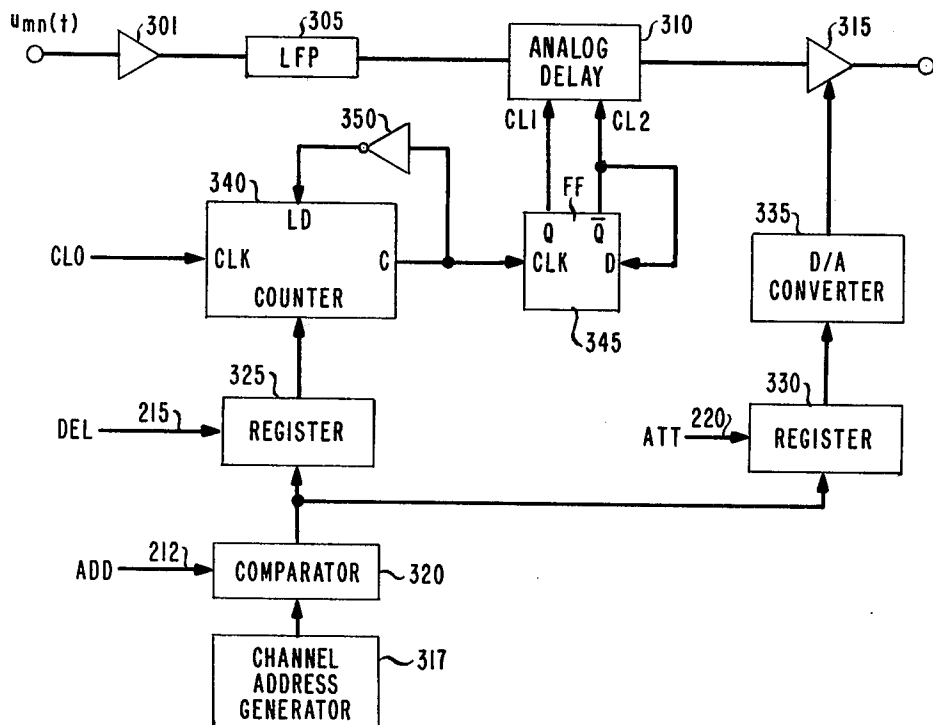 u_mn(t)
301
305
LFP
310
ANALOG
DELAY
315
CL1
CL2
350
340
LD
CLK
C
COUNTER
CLO
FF
Q
Q̅
CLK
D
345
335
D/A
CONVERTER
325
REGISTER
DEL
215
330
REGISTER
ATT
220
ADD
212
COMPARATOR
320
CHANNEL
ADDRESS
GENERATOR
317